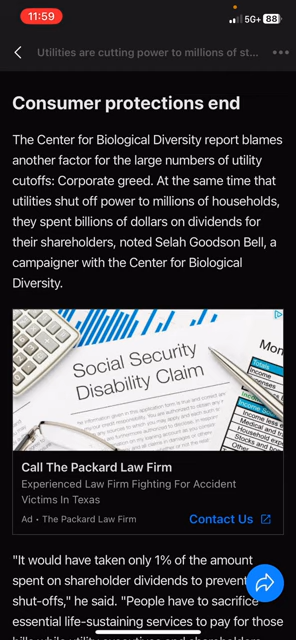 11:59
5G+ 88
Utilities are cutting power to millions of st...
Consumer protections end
The Center for Biological Diversity report blames
another factor for the large numbers of utility
cutoffs: Corporate greed. At the same time that
utilities shut off power to millions of households,
they spent billions of dollars on dividends for
their shareholders, noted Selah Goodson Bell, a
campaigner with the Center for Biological
Diversity.
Social Security
Disability Claim
Totals
Income
Call The Packard Law Firm
Experienced Law Firm Fighting For Accident
Victims In Texas
Ad • The Packard Law Firm
Contact Us
"It would have taken only 1% of the amount
spent on shareholder dividends to prevent
shut-offs," he said. "People have to sacrifice
essential life-sustaining services to pay for those